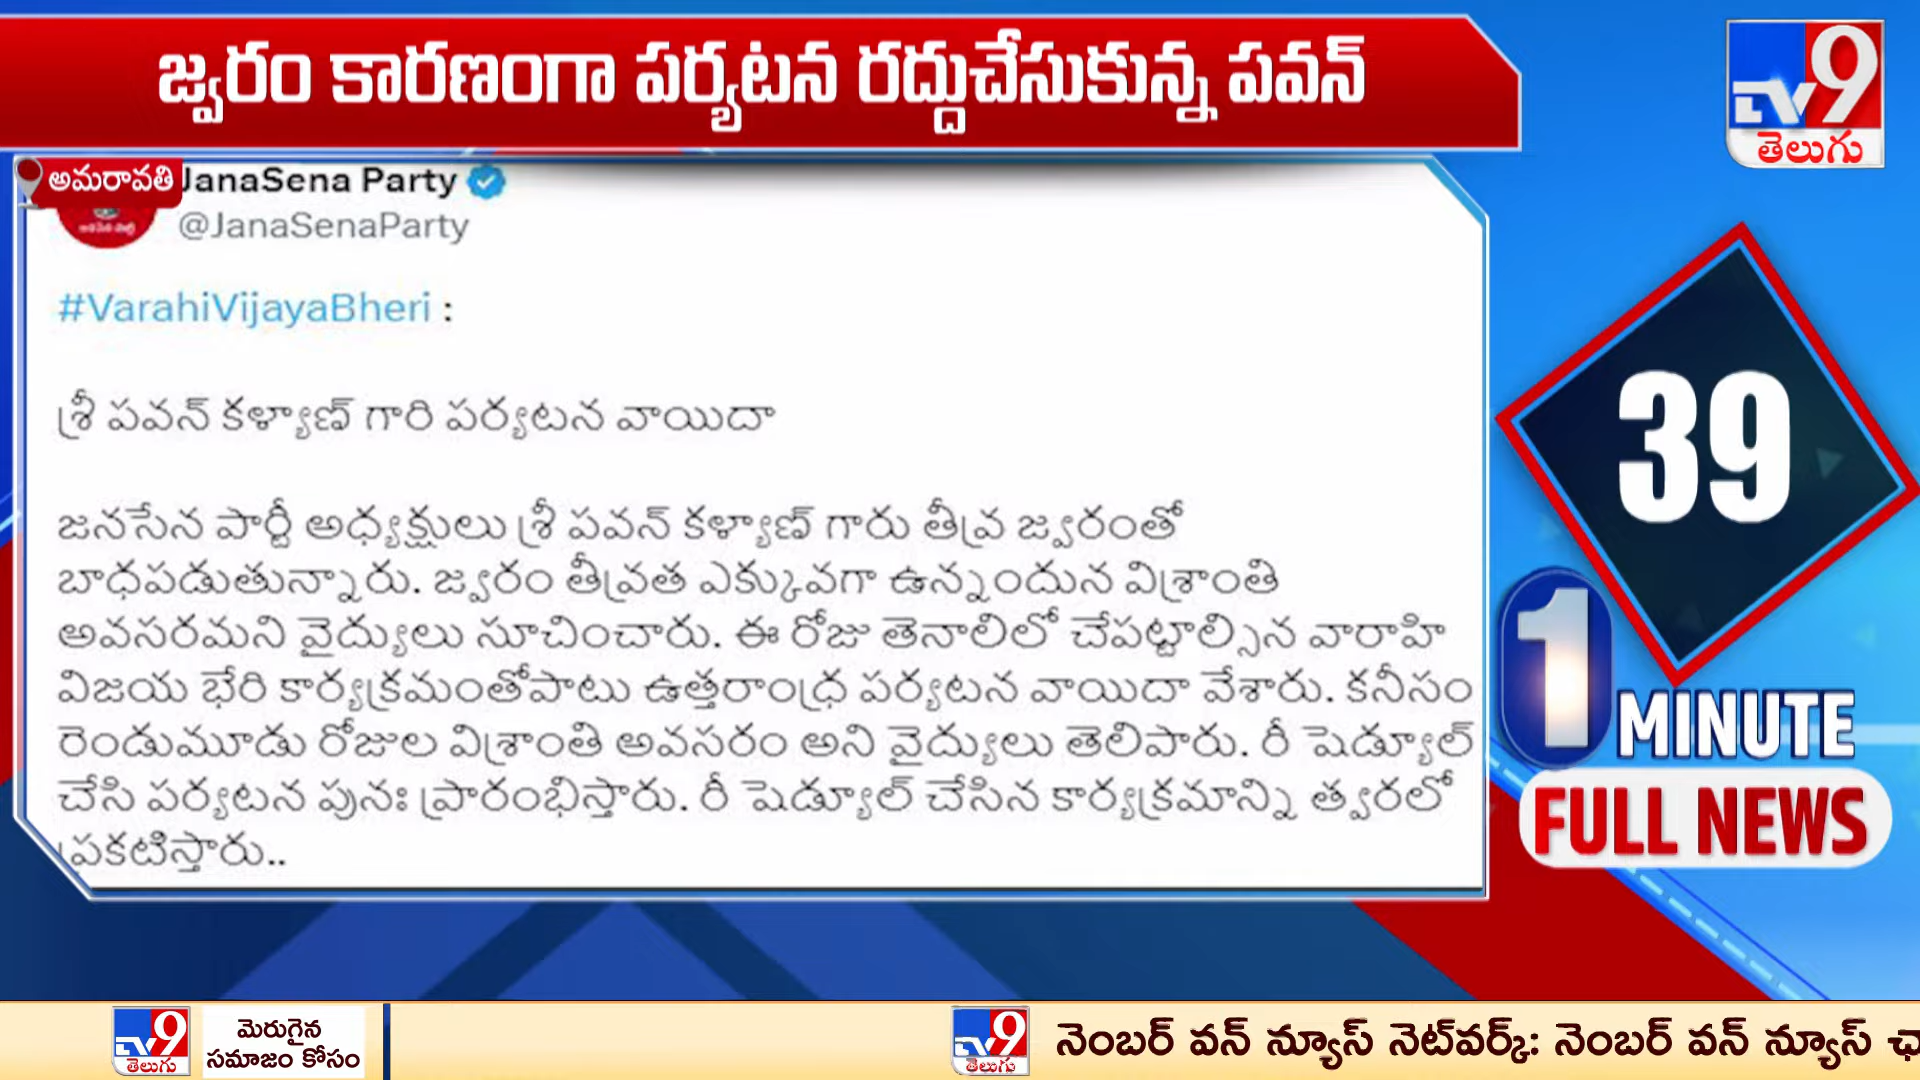 జ్వరం కారణంగా పర్యటన రద్దుచేసుకున్న పవన్
TV9
తెలుగు
అమరావతి
JanaSena Party
@JanaSenaParty
#VarahiVijayaBheri :
శ్రీ పవన్ కళ్యాణ్ గారి పర్యటన వాయిదా
జనసేన పార్టీ అధ్యక్షులు శ్రీ పవన్ కళ్యాణ్ గారు తీవ్ర జ్వరంతో
బాధపడుతున్నారు. జ్వరం తీవ్రత ఎక్కువగా ఉన్నందున విశ్రాంతి
అవసరమని వైద్యులు సూచించారు. ఈ రోజు తెనాలిలో చేపట్టాల్సిన వారాహి
విజయ భేరి కార్యక్రమంతోపాటు ఉత్తరాంధ్ర పర్యటన వాయిదా వేశారు. కనీసం
రెండుమూడు రోజుల విశ్రాంతి అవసరం అని వైద్యులు తెలిపారు. రీ షెడ్యూల్
చేసి పర్యటన పునః ప్రారంభిస్తారు. రీ షెడ్యూల్ చేసిన కార్యక్రమాన్ని త్వరలో
ప్రకటిస్తారు..
39
1 MINUTE
FULL NEWS
TV9
తెలుగు
మెరుగైన
సమాజం కోసం
TV9
తెలుగు
నెంబర్ వన్ న్యూస్ నెట్‌వర్క్: నెంబర్ వన్ న్యూస్